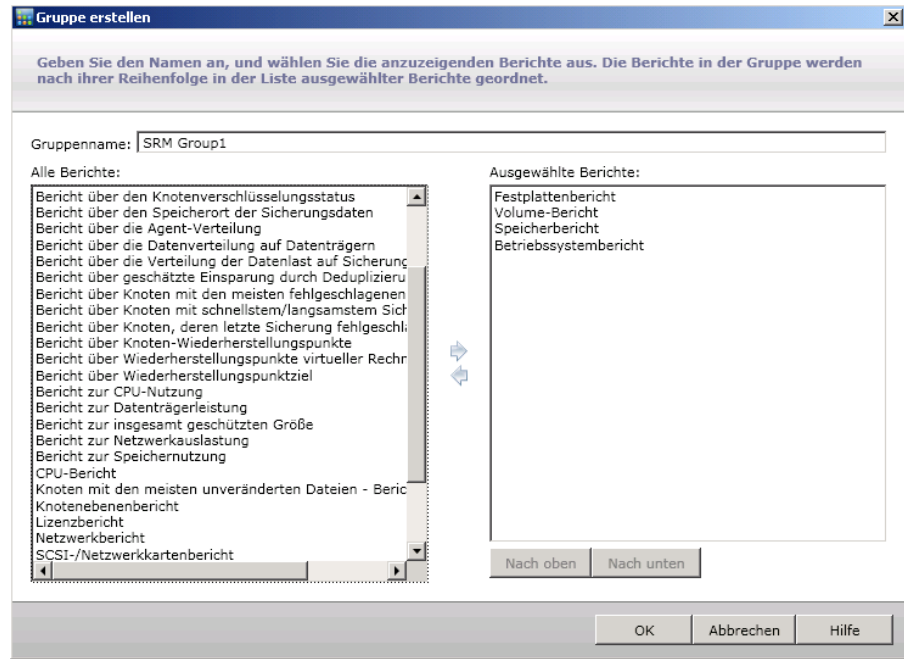 Gruppe erstellen
Geben Sie den Namen an, und wählen Sie die anzuzeigenden Berichte aus. Die Berichte in der Gruppe werden
nach ihrer Reihenfolge in der Liste ausgewählter Berichte geordnet.
Gruppenname: SRM Group1
Alle Berichte:
Bericht über den Knotenverschlüsselungsstatus
Bericht über den Speicherort der Sicherungsdaten
Bericht über die Agent-Verteilung
Bericht über die Datenverteilung auf Datenträgern
Bericht über die Verteilung der Datenlast auf Sicherung
Bericht über geschätzte Einsparung durch Deduplizieru
Bericht über Knoten mit den meisten fehlgeschlagenen
Bericht über Knoten mit schnellstem/langsamstem Sich
Bericht über Knoten, deren letzte Sicherung fehlgeschla
Bericht über Knoten-Wiederherstellungspunkte
Bericht über Wiederherstellungspunkte virtueller Rechn
Bericht über Wiederherstellungspunktziel
Bericht zur CPU-Nutzung
Bericht zur Datenträgerleistung
Bericht zur insgesamt geschützten Größe
Bericht zur Netzwerkauslastung
Bericht zur Speichernutzung
CPU-Bericht
Knoten mit den meisten unveränderten Dateien - Beric
Knotenebenenbericht
Lizenzbericht
Netzwerkbericht
SCSI-/Netzwerkkartenbericht
Ausgewählte Berichte:
Festplattenbericht
Volume-Bericht
Speicherbericht
Betriebssystembericht
Nach oben
Nach unten
OK
Abbrechen
Hilfe